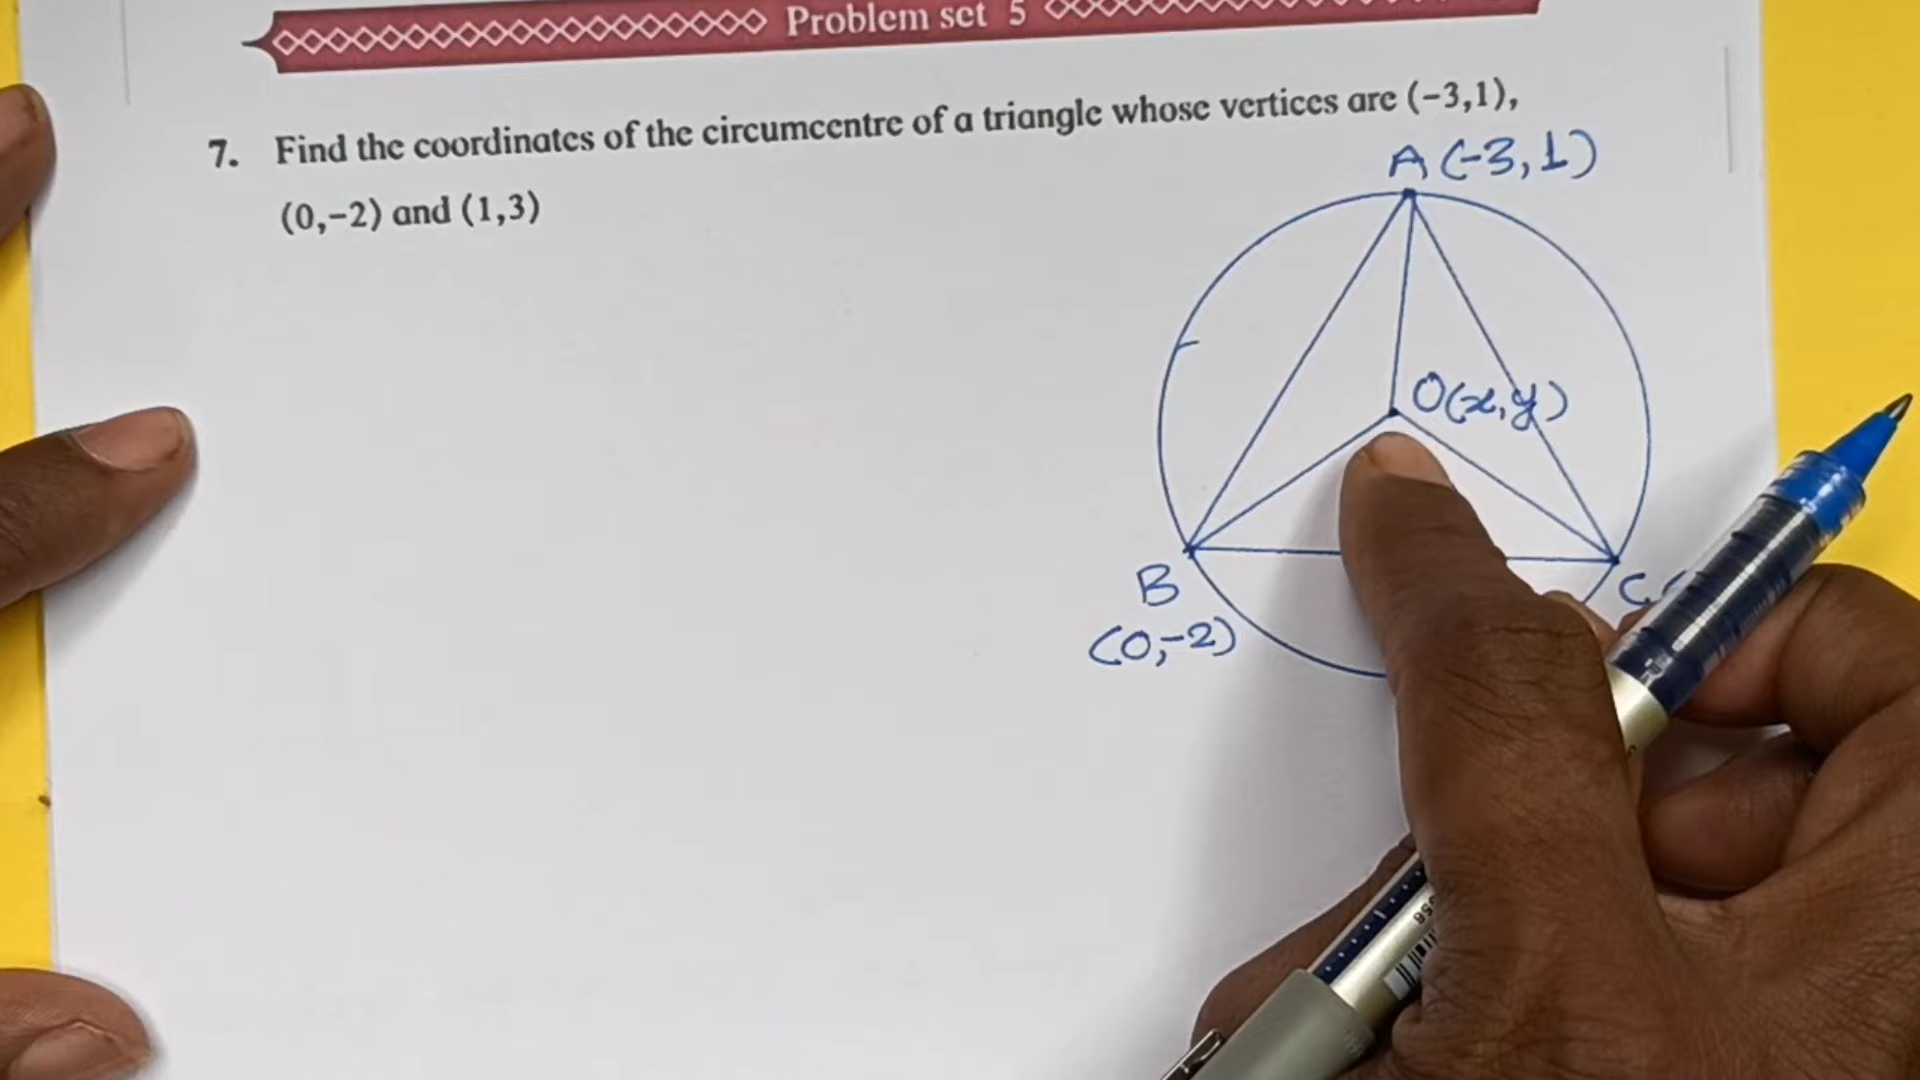 Problem set 5
7. Find the coordinates of the circumcentre of a triangle whose vertices are (-3,1),
(0,-2) and (1,3)
A (-3, 1)
O(x, y)
B
C
(0, -2)